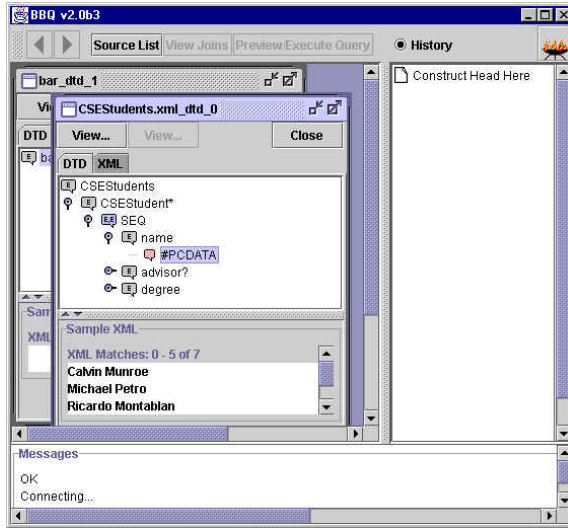 BBQ v2.0b3
Source List View Joins Preview/Execute Query History
bar_dtd_1
Construct Head Here
CSEStudents.xml_dtd_0
View... View... Close
DTD
DTD XML
CSEStudents
CSEStudent*
E,E SEQ
E name
#PCDATA
E advisor?
E degree
Sample XML
XML Matches: 0 - 5 of 7
Calvin Munroe
Michael Petro
Ricardo Montablan
Messages
OK
Connecting...